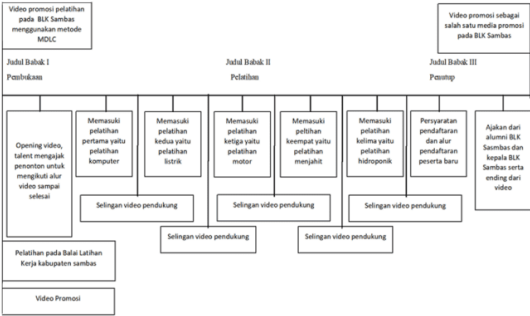 Video promosi pelatihan
pada BLK Sambas
menggunakan metode
MDLC
Video promosi sebagai
salah satu media promosi
pada BLK Sambas
Judul Babak I
Pembukaan
Judul Babak II
Pelatihan
Judul Babak III
Penutup
Opening video,
talent mengajak
penonton untuk
mengikuti alur
video sampai
selesai
Memasuki
pelatihan
pertama yaitu
pelatihan
komputer
Memasuki
pelatihan
kedua yaitu
pelatihan
listrik
Memasuki
pelatihan
ketiga yaitu
pelatihan
motor
Memasuki
peltihan
keempat yaitu
pelatihan
menjahit
Memasuki
pelatihan
kelima yaitu
pelatihan
hidroponik
Persyaratan
pendaftaran
dan alur
pendaftaran
peserta baru
Ajakan dari
alumni BLK
Sasmbas dan
kepala BLK
Sambas serta
ending dari
video
Selingan video pendukung
Selingan video pendukung
Selingan video pendukung
Selingan video pendukung
Selingan video pendukung
Pelatihan pada Balai Latihan
Kerja kabupaten sambas
Video Promosi